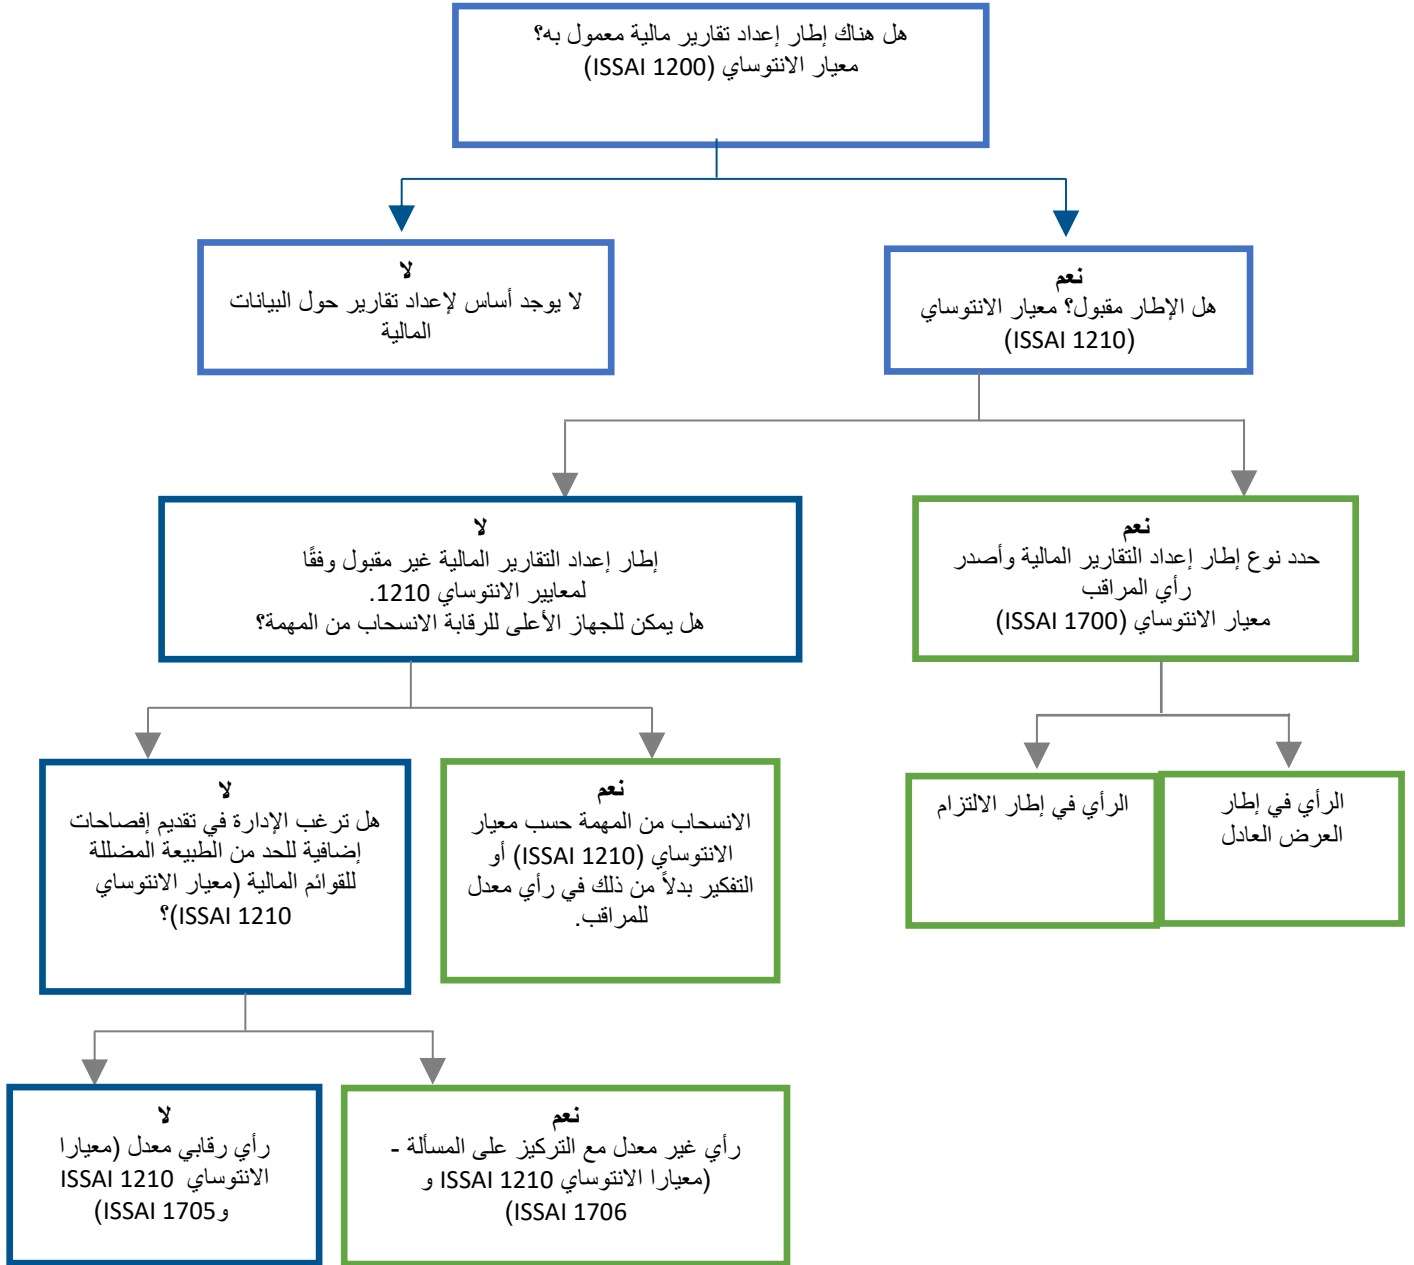 هل هناك إطار إعداد تقارير مالية معمول به؟
معيار الانتوساي (ISSAI 1200)
نعم
هل الإطار مقبول؟ معيار الانتوساي
(ISSAI 1210)
لا
لا يوجد أساس لإعداد تقارير حول البيانات
المالية
نعم
حدد نوع إطار إعداد التقارير المالية وأصدر
رأي المراقب
معيار الانتوساي (ISSAI 1700)
لا
إطار إعداد التقارير المالية غير مقبول وفقًا
لمعايير الانتوساي 1210.
هل يمكن للجهاز الأعلى للرقابة الانسحاب من المهمة؟
الرأي في إطار
العرض العادل
الرأي في إطار الالتزام
نعم
الانسحاب من المهمة حسب معيار
الانتوساي (ISSAI 1210) أو
التفكير بدلاً من ذلك في رأي معدل
للمراقب.
لا
هل ترغب الإدارة في تقديم إفصاحات
إضافية للحد من الطبيعة المضللة
للقوائم المالية (معيار الانتوساي
ISSAI 1210)؟
نعم
رأي غير معدل مع التركيز على المسألة -
(معيارا الانتوساي ISSAI 1210 و
ISSAI 1706)
لا
رأي رقابي معدل (معيارا
الانتوساي ISSAI 1210
وISSAI 1705)